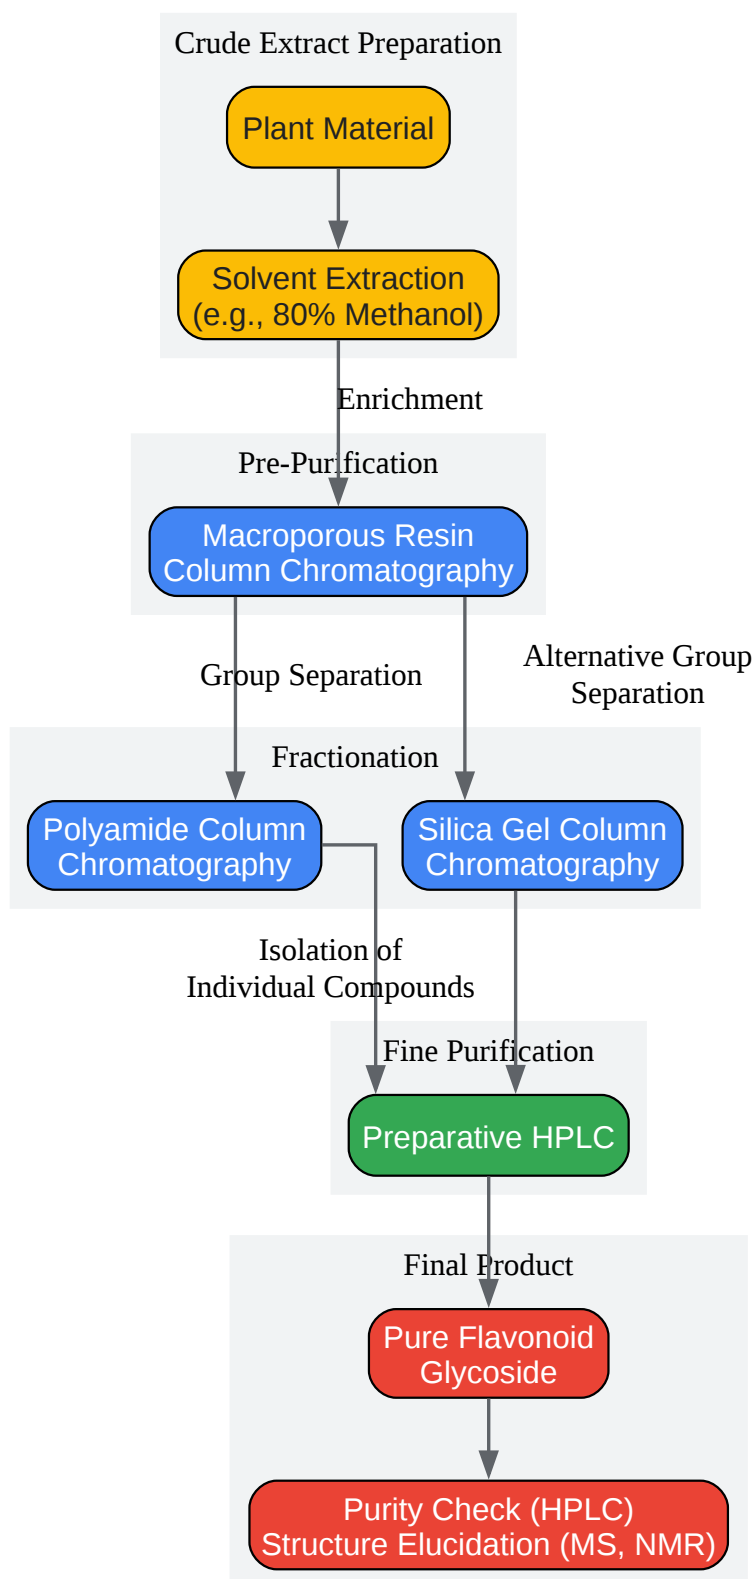 Crude Extract Preparation
Plant Material
Solvent Extraction
(e.g., 80% Methanol)
Enrichment
Pre-Purification
Macroporous Resin
Column Chromatography
Group Separation
Alternative Group
Separation
Fractionation
Polyamide Column
Chromatography
Silica Gel Column
Chromatography
Isolation of
Individual Compounds
Fine Purification
Preparative HPLC
Final Product
Pure Flavonoid
Glycoside
Purity Check (HPLC)
Structure Elucidation (MS, NMR)